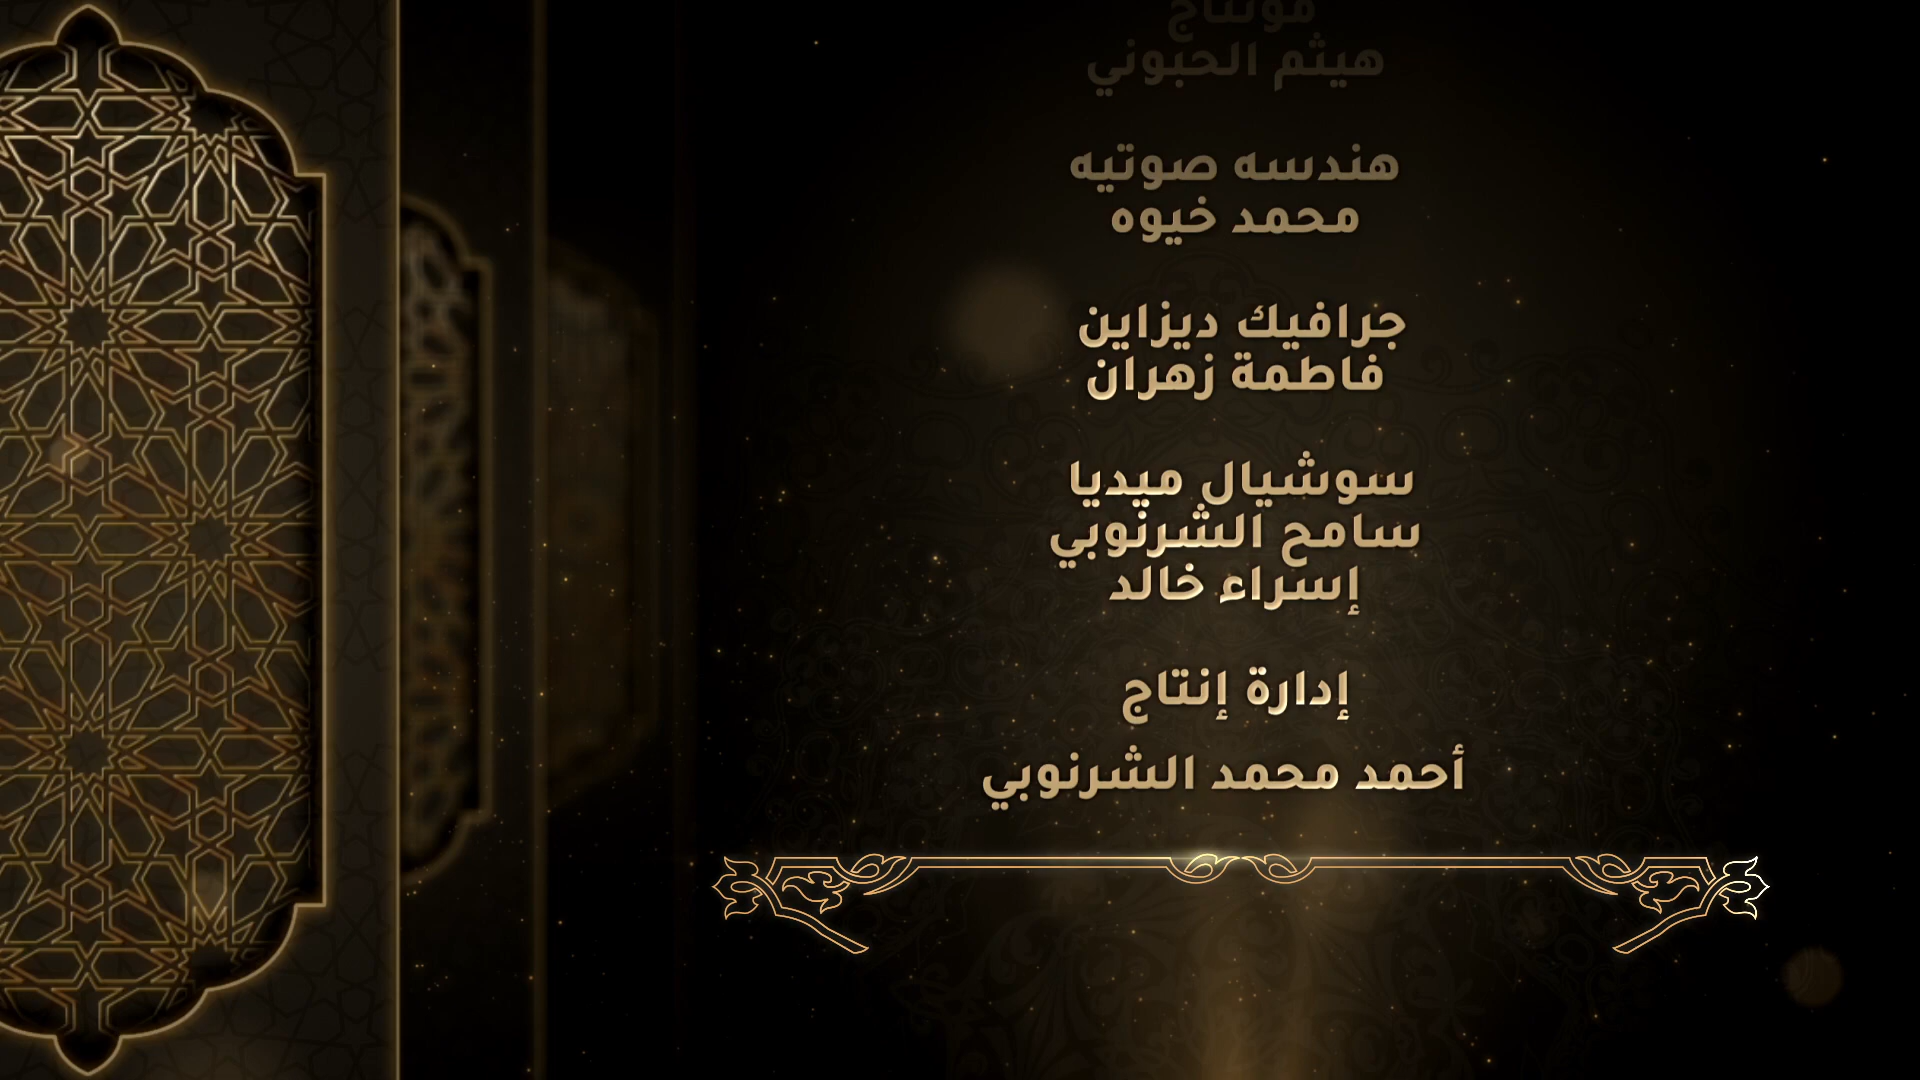 مونتاج
هيثم الحبوني
هندسه صوتيه
محمد خيوه
جرافيك ديزاين
فاطمة زهران
سوشيال ميديا
سامح الشرنوبي
إسراء خالد
إدارة إنتاج
أحمد محمد الشرنوبي